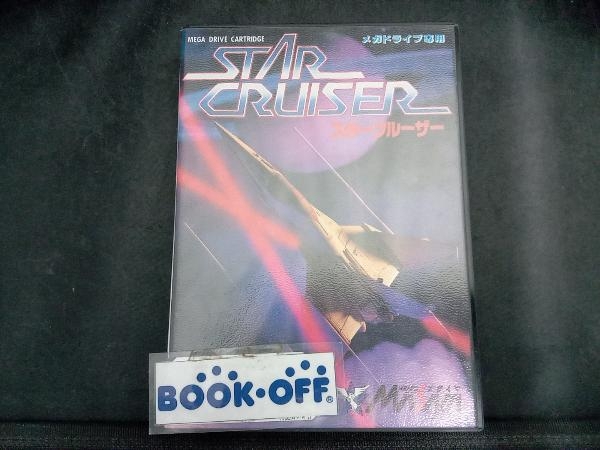 MEGA DRIVE CARTRIDGE
メガドライブ専用
STAR
CRUISER
スタークルーザー
BOOK・OFF®
MASAYA